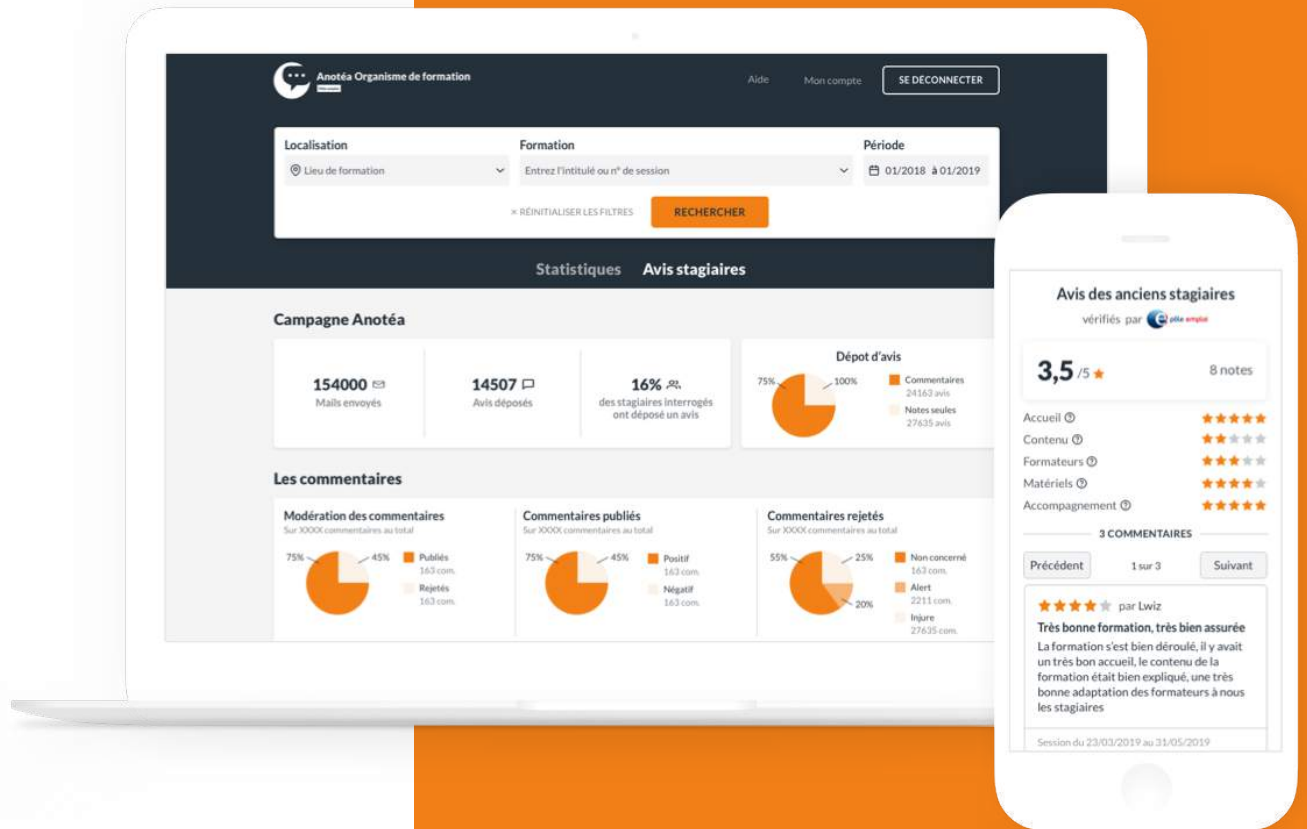 Anotéa Organisme de formation
Aide
Mon compte
SE DÉCONNECTER
Localisation
Formation
Période
Lieu de formation
Entrez l'intitulé ou n° de session
01/2018 à 01/2019
× RÉINITIALISER LES FILTRES
RECHERCHER
Statistiques
Avis stagiaires
Campagne Anotéa
154000
Mails envoyés
14507
Avis déposés
16%
des stagiaires interrogés
ont déposé un avis
Dépot d'avis
75%
100%
Commentaires
24163 avis
Notes seules
27635 avis
Les commentaires
Modération des commentaires
Sur XXXX commentaires au total
75%
45%
Publiés
163 com.
Rejetés
163 com.
Commentaires publiés
Sur XXXX commentaires au total
75%
45%
Positif
163 com.
Négatif
163 com.
Commentaires rejetés
Sur XXXX commentaires au total
55%
25%
20%
Non concerné
163 com.
Alert
2211 com.
Injure
27635 com.
Avis des anciens stagiaires
vérifiés par pôle emploi
3,5 /5
8 notes
Accueil
Contenu
Formateurs
Matériels
Accompagnement
3 COMMENTAIRES
Précédent
1 sur 3
Suivant
par Lwiz
Très bonne formation, très bien assurée
La formation s'est bien déroulé, il y avait
un très bon accueil, le contenu de la
formation était bien expliqué, une très
bonne adaptation des formateurs à nous
les stagiaires
Session du 23/03/2019 au 31/05/2019